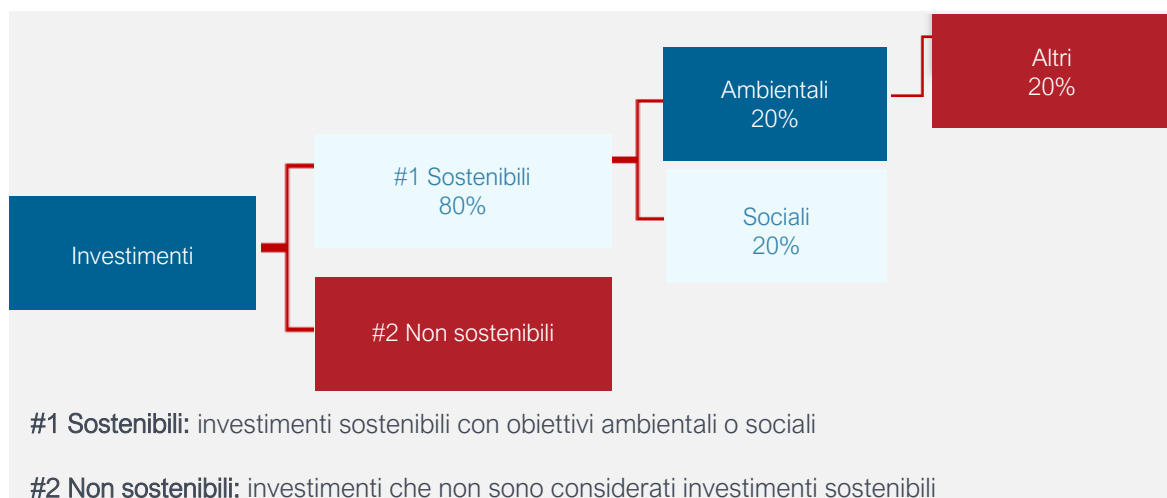 Investimenti
#1 Sostenibili
80%
#2 Non sostenibili
Ambientali
20%
Sociali
20%
Altri
20%
#1 Sostenibili: investimenti sostenibili con obiettivi ambientali o sociali
#2 Non sostenibili: investimenti che non sono considerati investimenti sostenibili